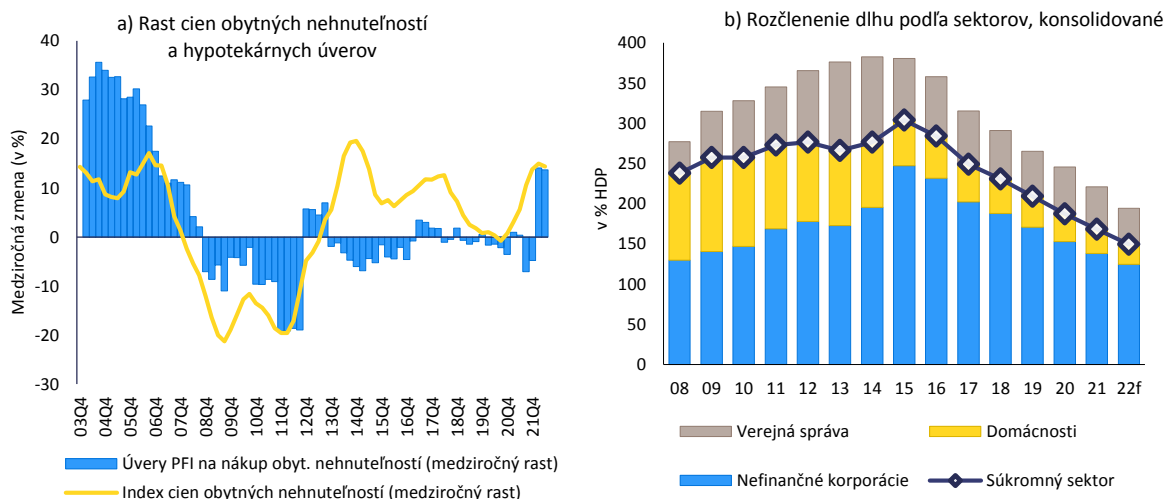 a) Rast cien obytných nehnuteľností
a hypotekárnych úverov
Medziročná zmena (v %)
40
30
20
10
0
-10
-20
-30
03Q4
04Q4
05Q4
06Q4
07Q4
08Q4
09Q4
10Q4
11Q4
12Q4
13Q4
14Q4
15Q4
16Q4
17Q4
18Q4
19Q4
20Q4
21Q4
Úvery PFI na nákup obyt. nehnuteľností (medziročný rast)
Index cien obytných nehnuteľností (medziročný rast)
b) Rozčlenenie dlhu podľa sektorov, konsolidované
v % HDP
400
350
300
250
200
150
100
50
0
08 09 10 11 12 13 14 15 16 17 18 19 20 21 22f
Verejná správa Domácnosti
Nefinančné korporácie Súkromný sektor